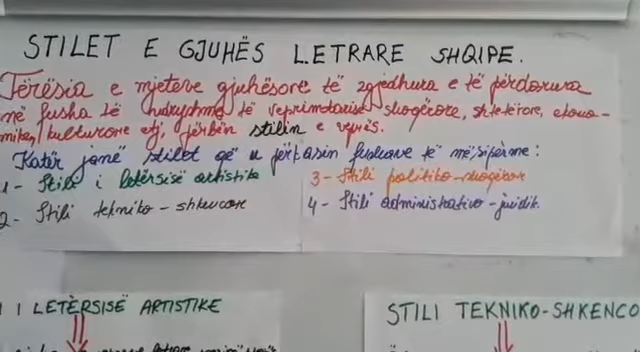 STILET E GJUHËS LETRARE SHQIPE.
Tërësia e mjeteve gjuhësore të zgjedhura e të përdorura
në fusha të ndryshme të veprimtarisë shoqërore, shtetërore, ekono-
mike, kulturore etj, përbën stilin e veprës.
Katër janë stilet që u përkasin fushave të mësipërme:
1- Stili i letërsisë artistike
2- Stili tekniko-shkencore
3- Stili politiko-shoqëror
4- Stili administrativo-juridik.
I I LETËRSISË ARTISTIKE
STILI TEKNIKO-SHKENCO